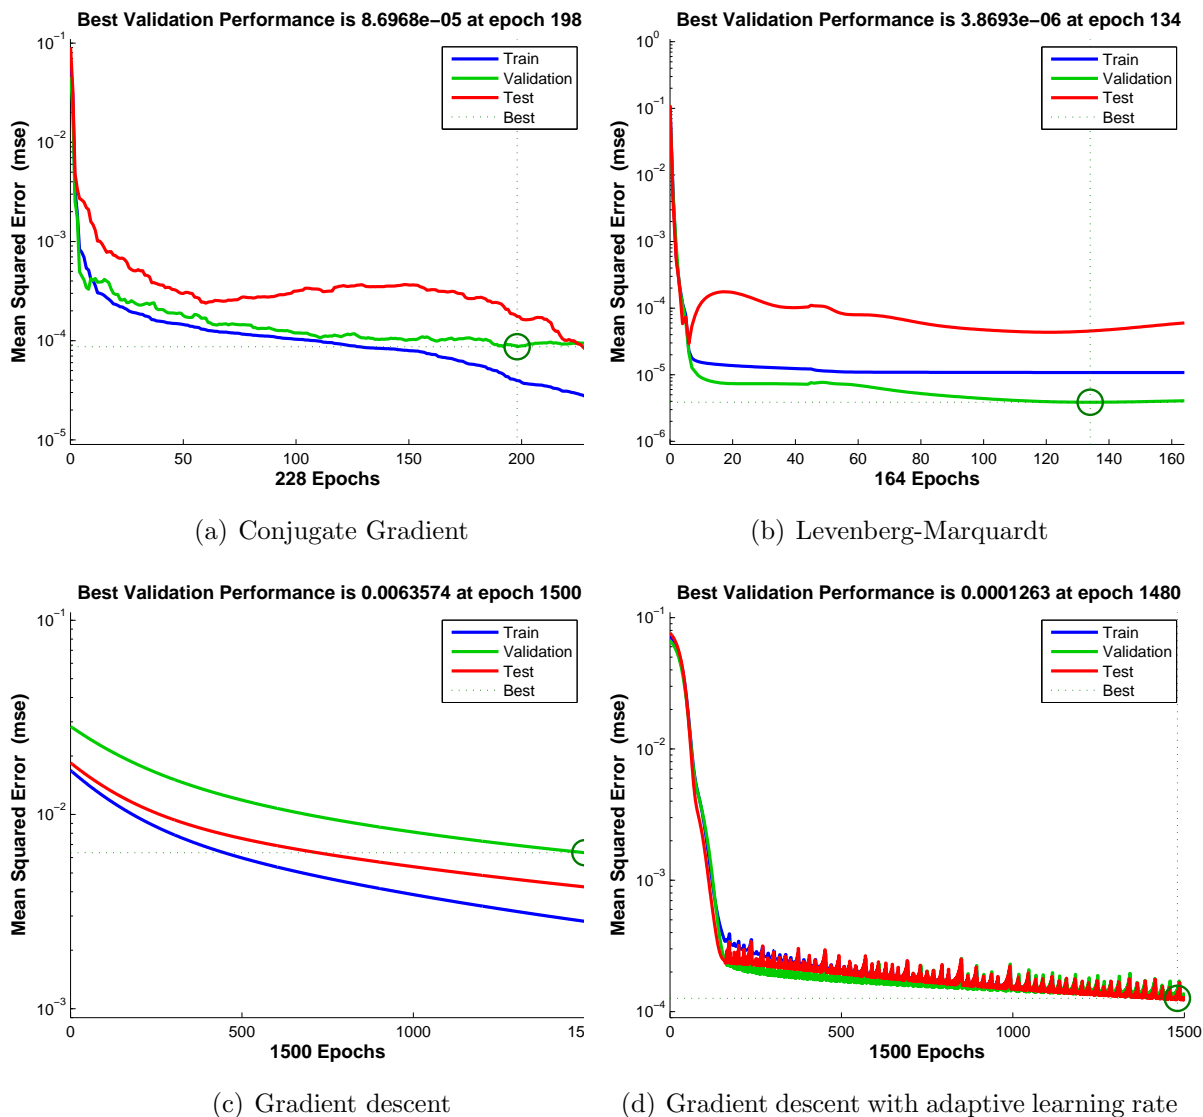 Best Validation Performance is 8.6968e−05 at epoch 198
Mean Squared Error (mse)
10⁻¹
10⁻²
10⁻³
10⁻⁴
10⁻⁵
Train
Validation
Test
Best
0 50 100 150 200
228 Epochs
(a) Conjugate Gradient
Best Validation Performance is 3.8693e−06 at epoch 134
Mean Squared Error (mse)
10⁰
10⁻¹
10⁻²
10⁻³
10⁻⁴
10⁻⁵
10⁻⁶
Train
Validation
Test
Best
0 20 40 60 80 100 120 140 160
164 Epochs
(b) Levenberg-Marquardt
Best Validation Performance is 0.0063574 at epoch 1500
Mean Squared Error (mse)
10⁻¹
10⁻²
10⁻³
Train
Validation
Test
Best
0 500 1000 1500
1500 Epochs
(c) Gradient descent
Best Validation Performance is 0.0001263 at epoch 1480
Mean Squared Error (mse)
10⁻¹
10⁻²
10⁻³
10⁻⁴
Train
Validation
Test
Best
0 500 1000 1500
1500 Epochs
(d) Gradient descent with adaptive learning rate